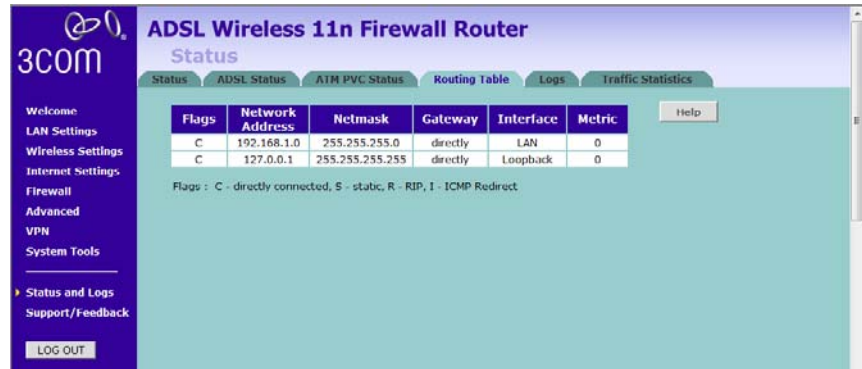 3COM
ADSL Wireless 11n Firewall Router
Status
Status ADSL Status ATM PVC Status Routing Table Logs Traffic Statistics
Welcome
LAN Settings
Wireless Settings
Internet Settings
Firewall
Advanced
VPN
System Tools
Status and Logs
Support/Feedback
LOG OUT
Flags Network Address Netmask Gateway Interface Metric
C 192.168.1.0 255.255.255.0 directly LAN 0
C 127.0.0.1 255.255.255.255 directly Loopback 0
Flags : C - directly connected, S - static, R - RIP, I - ICMP Redirect
Help